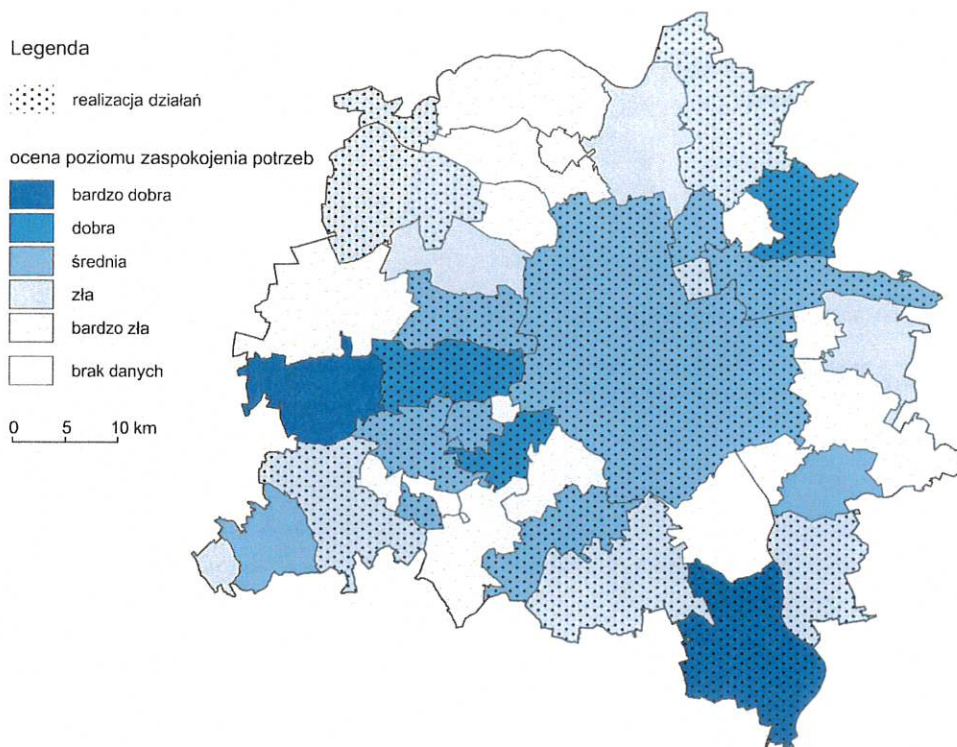 Legenda
realizacja działań
ocena poziomu zaspokojenia potrzeb
bardzo dobra
dobra
średnia
zła
bardzo zła
brak danych
0 5 10 km